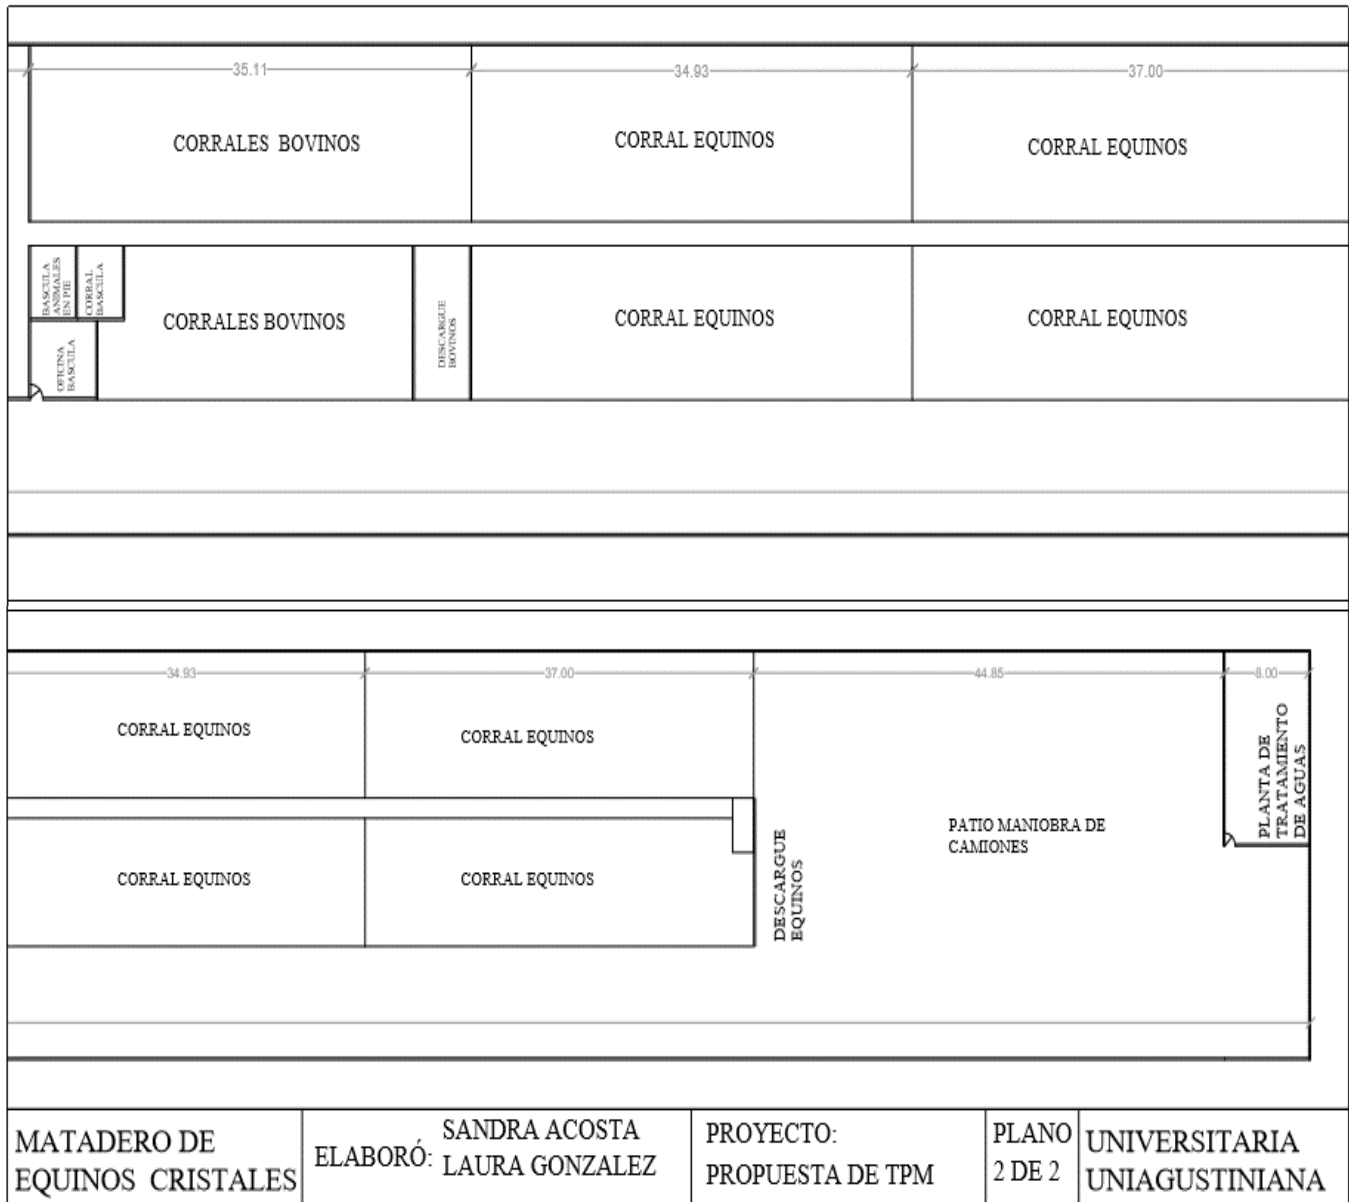 35.11
34.93
37.00
CORRALES BOVINOS
CORRAL EQUINOS
CORRAL EQUINOS
BASCULA
ANIMALES
EN PIE
CORRAL
BASCULA
OFICINA
BASCULA
CORRALES BOVINOS
DESCARGUE
BOVINOS
CORRAL EQUINOS
CORRAL EQUINOS
34.93
37.00
44.85
8.00
CORRAL EQUINOS
CORRAL EQUINOS
PLANTA DE
TRATAMIENTO
DE AGUAS
CORRAL EQUINOS
CORRAL EQUINOS
DESCARGUE
EQUINOS
PATIO MANIOBRA DE
CAMIONES
MATADERO DE
EQUINOS CRISTALES
ELABORÓ:
SANDRA ACOSTA
LAURA GONZALEZ
PROYECTO:
PROPUESTA DE TPM
PLANO
2 DE 2
UNIVERSITARIA
UNIAGUSTINIANA